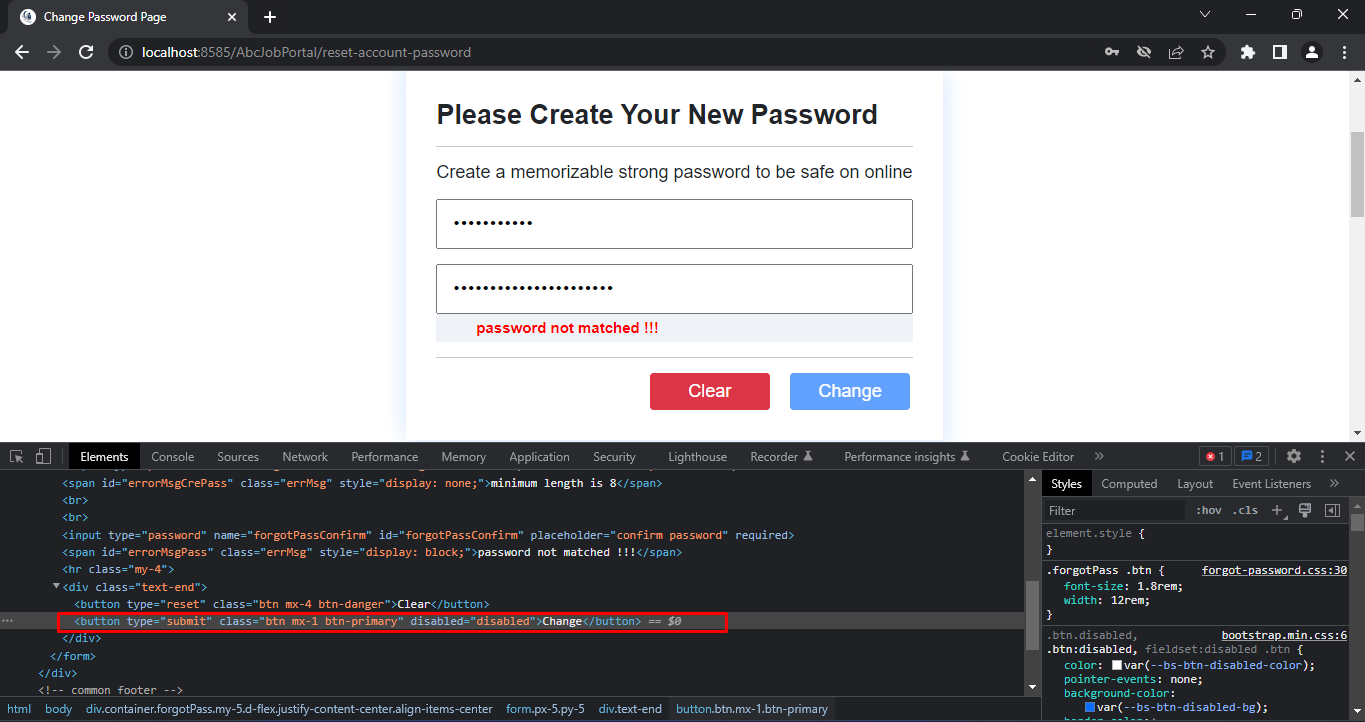 Change Password Page
localhost:8585/AbcJobPortal/reset-account-password
Please Create Your New Password
Create a memorizable strong password to be safe on online
•••••••••••
••••••••••••••••••••••
password not matched !!!
Clear Change
Elements Console Sources Network Performance Memory Application Security Lighthouse Recorder Performance insights Cookie Editor » 1 2
<span id="errorMsgCrePass" class="errMsg" style="display: none;">minimum length is 8</span>
<br>
<br>
<input type="password" name="forgotPassConfirm" id="forgotPassConfirm" placeholder="confirm password" required>
<span id="errorMsgPass" class="errMsg" style="display: block;">password not matched !!!</span>
<hr class="my-4">
<div class="text-end">
<button type="reset" class="btn mx-4 btn-danger">Clear</button>
<button type="submit" class="btn mx-1 btn-primary" disabled="disabled">Change</button> == $0
</div>
</form>
</div>
<!-- common footer -->
html body div.container.forgotPass.my-5.d-flex.justify-content-center.align-items-center form.px-5.py-5 div.text-end button.btn.mx-1.btn-primary
Styles Computed Layout Event Listeners »
Filter :hov .cls +
element.style {
}
.forgotPass .btn { forgot-password.css:30
font-size: 1.8rem;
width: 12rem;
}
.btn.disabled, bootstrap.min.css:6
.btn:disabled, fieldset:disabled .btn {
color: var(--bs-btn-disabled-color);
pointer-events: none;
background-color:
var(--bs-btn-disabled-bg);